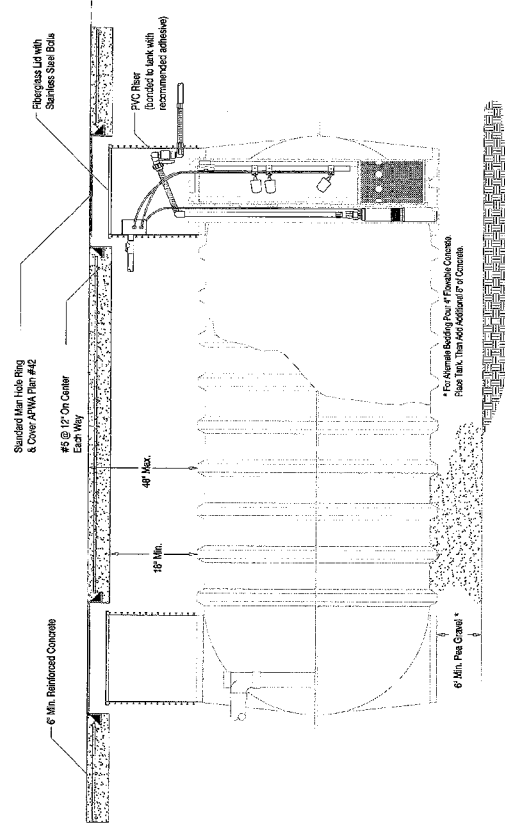 Standard Man Hole Ring
& Cover APWA Plan #42
#5 @ 12" On Center
Each Way
Fiberglass Lid with
Stainless Steel Bolts
PVC Riser
(bonded to tank with
recommended adhesive)
6" Min. Reinforced Concrete
48" Max.
18" Min.
6" Min. Pea Gravel *
* For Alternate Bedding Pour 4" Flowable Concrete.
Place Tank. Then Add Additional 8" of Concrete.